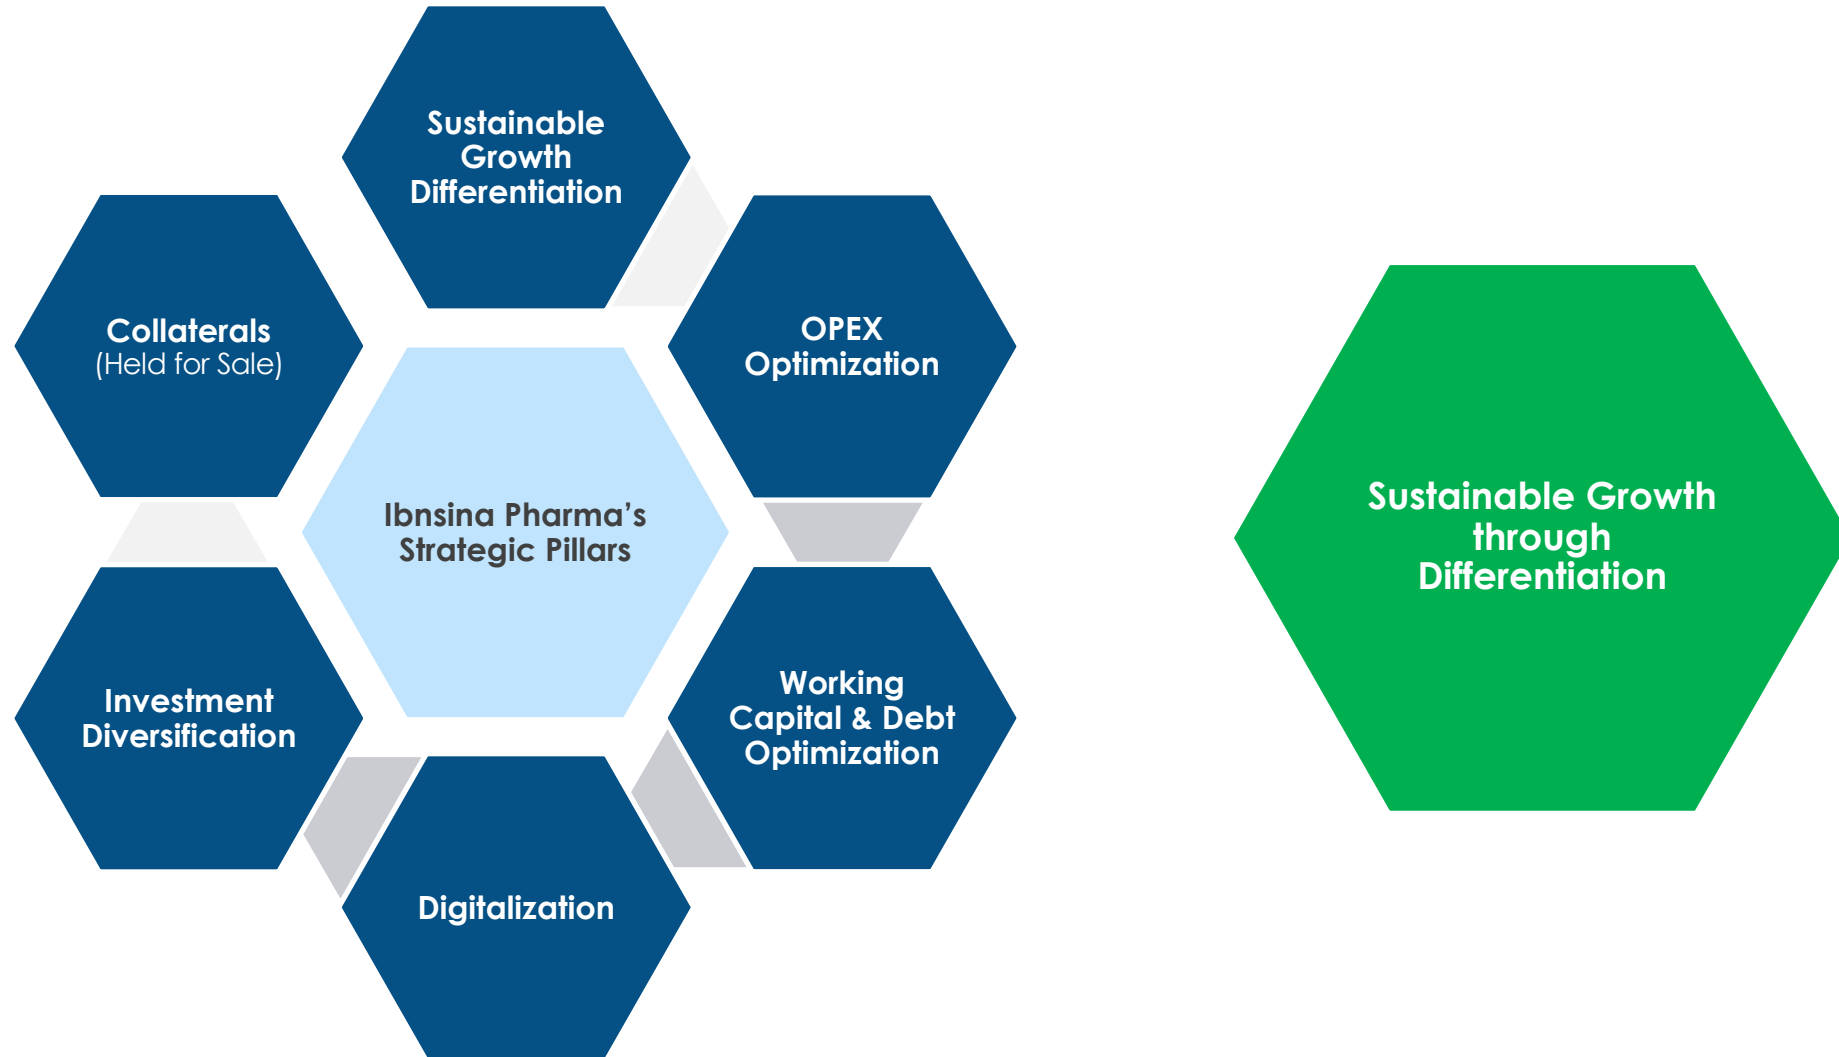 Sustainable
Growth
Differentiation
OPEX
Optimization
Working
Capital & Debt
Optimization
Digitalization
Investment
Diversification
Collaterals
(Held for Sale)
Ibnsina Pharma’s
Strategic Pillars
Sustainable Growth
through
Differentiation